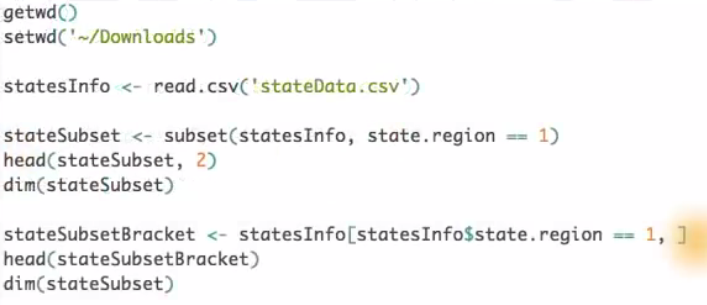 getwd()
setwd('~/Downloads')
statesInfo <- read.csv('stateData.csv')
stateSubset <- subset(statesInfo, state.region == 1)
head(stateSubset, 2)
dim(stateSubset)
stateSubsetBracket <- statesInfo[statesInfo$state.region == 1, ]
head(stateSubsetBracket)
dim(stateSubset)